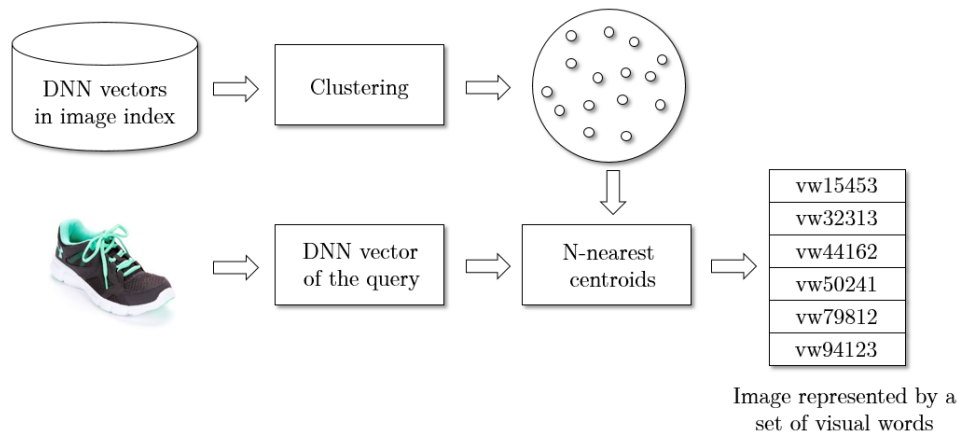 DNN vectors
in image index
Clustering
DNN vector
of the query
N-nearest
centroids
vw15453
vw32313
vw44162
vw50241
vw79812
vw94123
Image represented by a
set of visual words